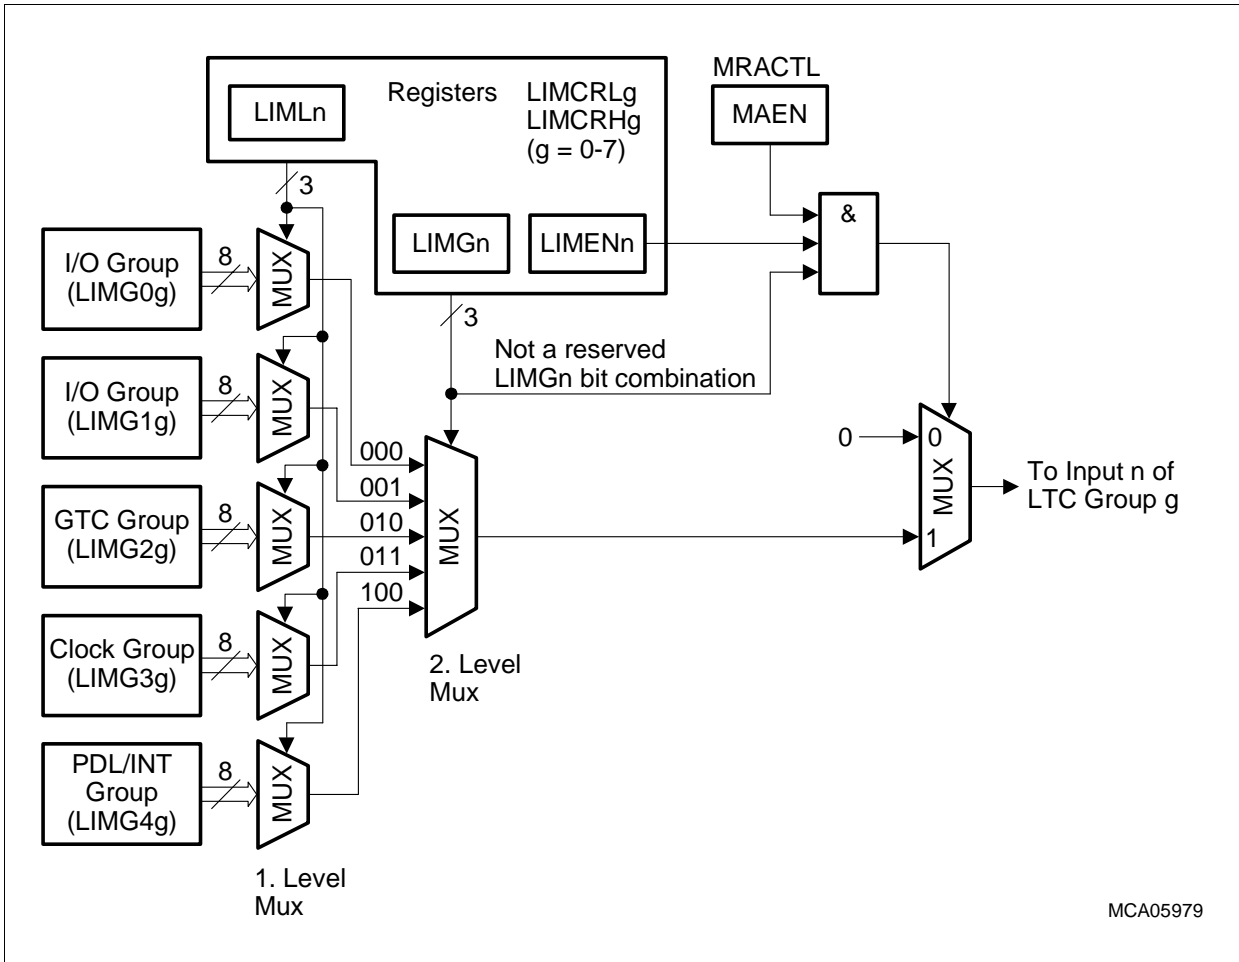 MRACTL
Registers LIMCRLg
LIMCRHg
(g = 0-7)
LIMLn
MAEN
3
LIMGn
LIMENn
&
I/O Group
(LIMG0g)
8
MUX
3
Not a reserved
LIMGn bit combination
I/O Group
(LIMG1g)
8
MUX
000
001
010
011
100
MUX
2. Level
Mux
0
0
1
MUX
To Input n of
LTC Group g
GTC Group
(LIMG2g)
8
MUX
Clock Group
(LIMG3g)
8
MUX
PDL/INT
Group
(LIMG4g)
8
MUX
1. Level
Mux
MCA05979